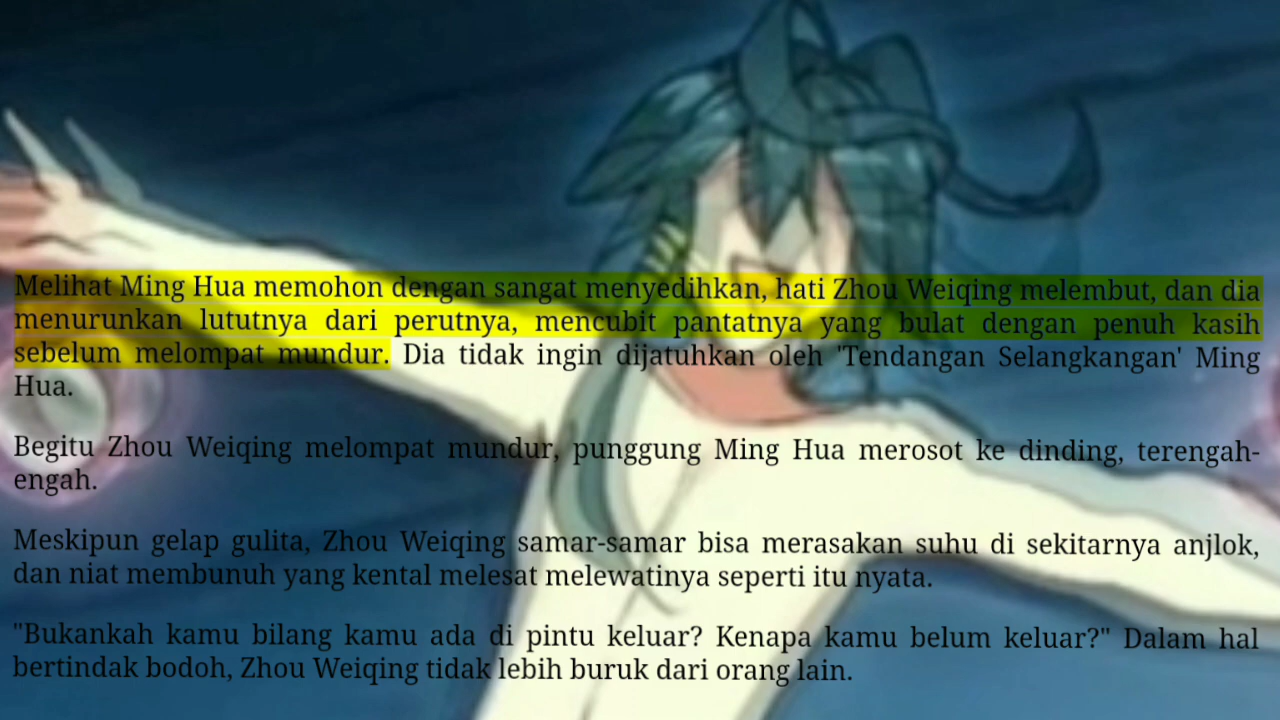 Melihat Ming Hua memohon dengan sangat menyedihkan, hati Zhou Weiqing melembut, dan dia
menurunkan lututnya dari perutnya, mencubit pantatnya yang bulat dengan penuh kasih
sebelum melompat mundur. Dia tidak ingin dijatuhkan oleh 'Tendangan Selangkangan' Ming
Hua.
Begitu Zhou Weiqing melompat mundur, punggung Ming Hua merosot ke dinding, terengah-
engah.
Meskipun gelap gulita, Zhou Weiqing samar-samar bisa merasakan suhu di sekitarnya anjlok,
dan niat membunuh yang kental melesat melewatinya seperti itu nyata.
"Bukankah kamu bilang kamu ada di pintu keluar? Kenapa kamu belum keluar?" Dalam hal
bertindak bodoh, Zhou Weiqing tidak lebih buruk dari orang lain.